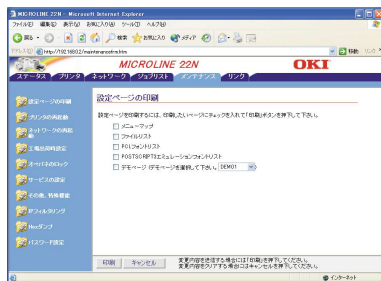 MICROLINE 22N - Microsoft Internet Explorer
ファイル(F) 編集(E) 表示(V) お気に入り(A) ツール(T) ヘルプ(H)
戻る 検索 お気に入り メディア
アドレス(D) http://192.168.0.2/maintenance/main.htm 移動 リンク
MICROLINE 22N OKI
ステータス プリンタ ネットワーク ジョブリスト メンテナンス リンク
設定ページの印刷
プリンタの再起動
ネットワークの再起動
工場出荷時設定
オーバネのロック
サービスの設定
その他、特殊機能
IPフィルタリング
Hexダンプ
パスワード設定
設定ページの印刷
設定ページを印刷するには、印刷したいページにチェックを入れて「印刷」ボタンを押下して下さい。
メニューマップ
ファイルリスト
PCLフォントリスト
POSTSCRIPT3エミュレーションフォントリスト
デモページ (デモページを選択して下さい。 DEMO1 )
印刷 キャンセル 変更内容を送信する場合には「印刷」を押下してください。
変更内容をクリアする場合はキャンセルを押下してください。
インターネット